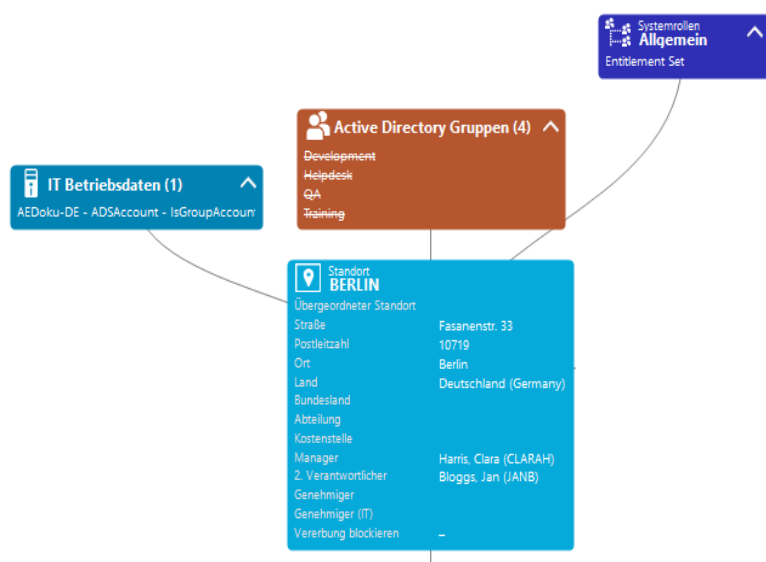 Systemrollen
Allgemein
Entitlement Set
Active Directory Gruppen (4)
Development
Helpdesk
QA
Training
IT Betriebsdaten (1)
AEDoku-DE - ADSAccount - IsGroupAccoun
Standort
BERLIN
Übergeordneter Standort
Straße Fasanenstr. 33
Postleitzahl 10719
Ort Berlin
Land Deutschland (Germany)
Bundesland
Abteilung
Kostenstelle
Manager Harris, Clara (CLARAH)
2. Verantwortlicher Bloggs, Jan (JANB)
Genehmiger
Genehmiger (IT)
Vererbung blockieren –